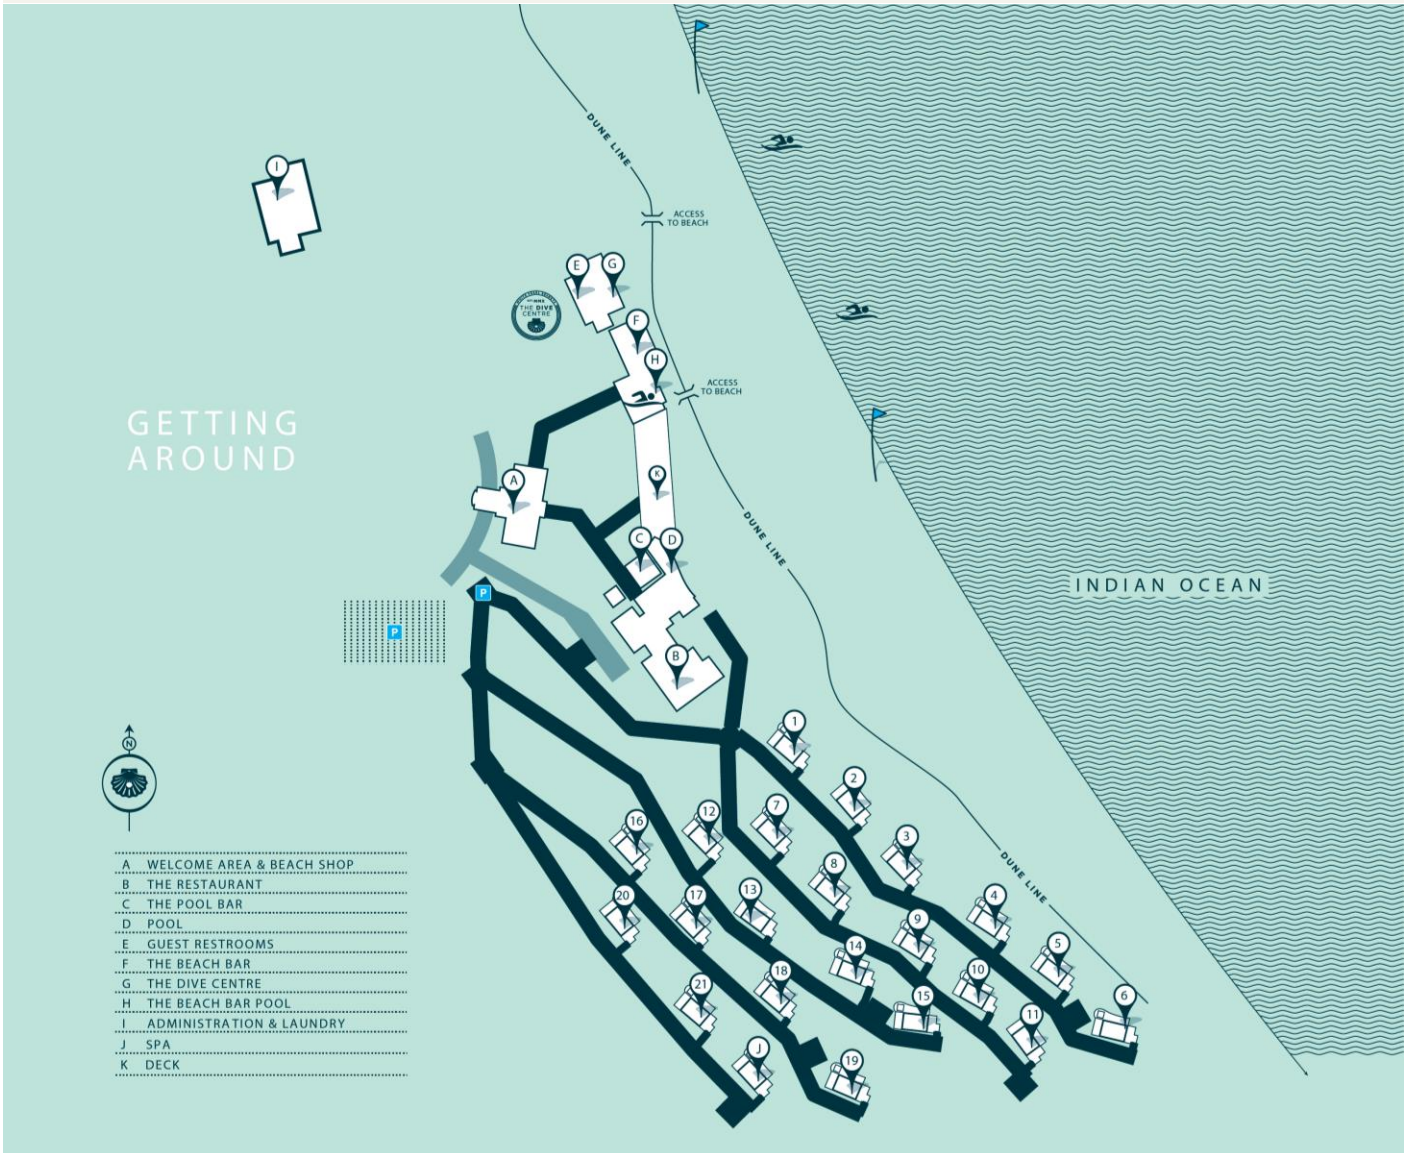 DUNE LINE
ACCESS
TO BEACH
I
E
G
THE DIVE
CENTRE
F
H
ACCESS
TO BEACH
GETTING
AROUND
A
K
DUNE LINE
C
D
INDIAN OCEAN
P
P
B
N
1
2
7
12
16
3
8
DUNE LINE
20
17
13
4
9
14
5
10
18
21
15
6
11
J
19
A WELCOME AREA & BEACH SHOP
B THE RESTAURANT
C THE POOL BAR
D POOL
E GUEST RESTROOMS
F THE BEACH BAR
G THE DIVE CENTRE
H THE BEACH BAR POOL
I ADMINISTRATION & LAUNDRY
J SPA
K DECK